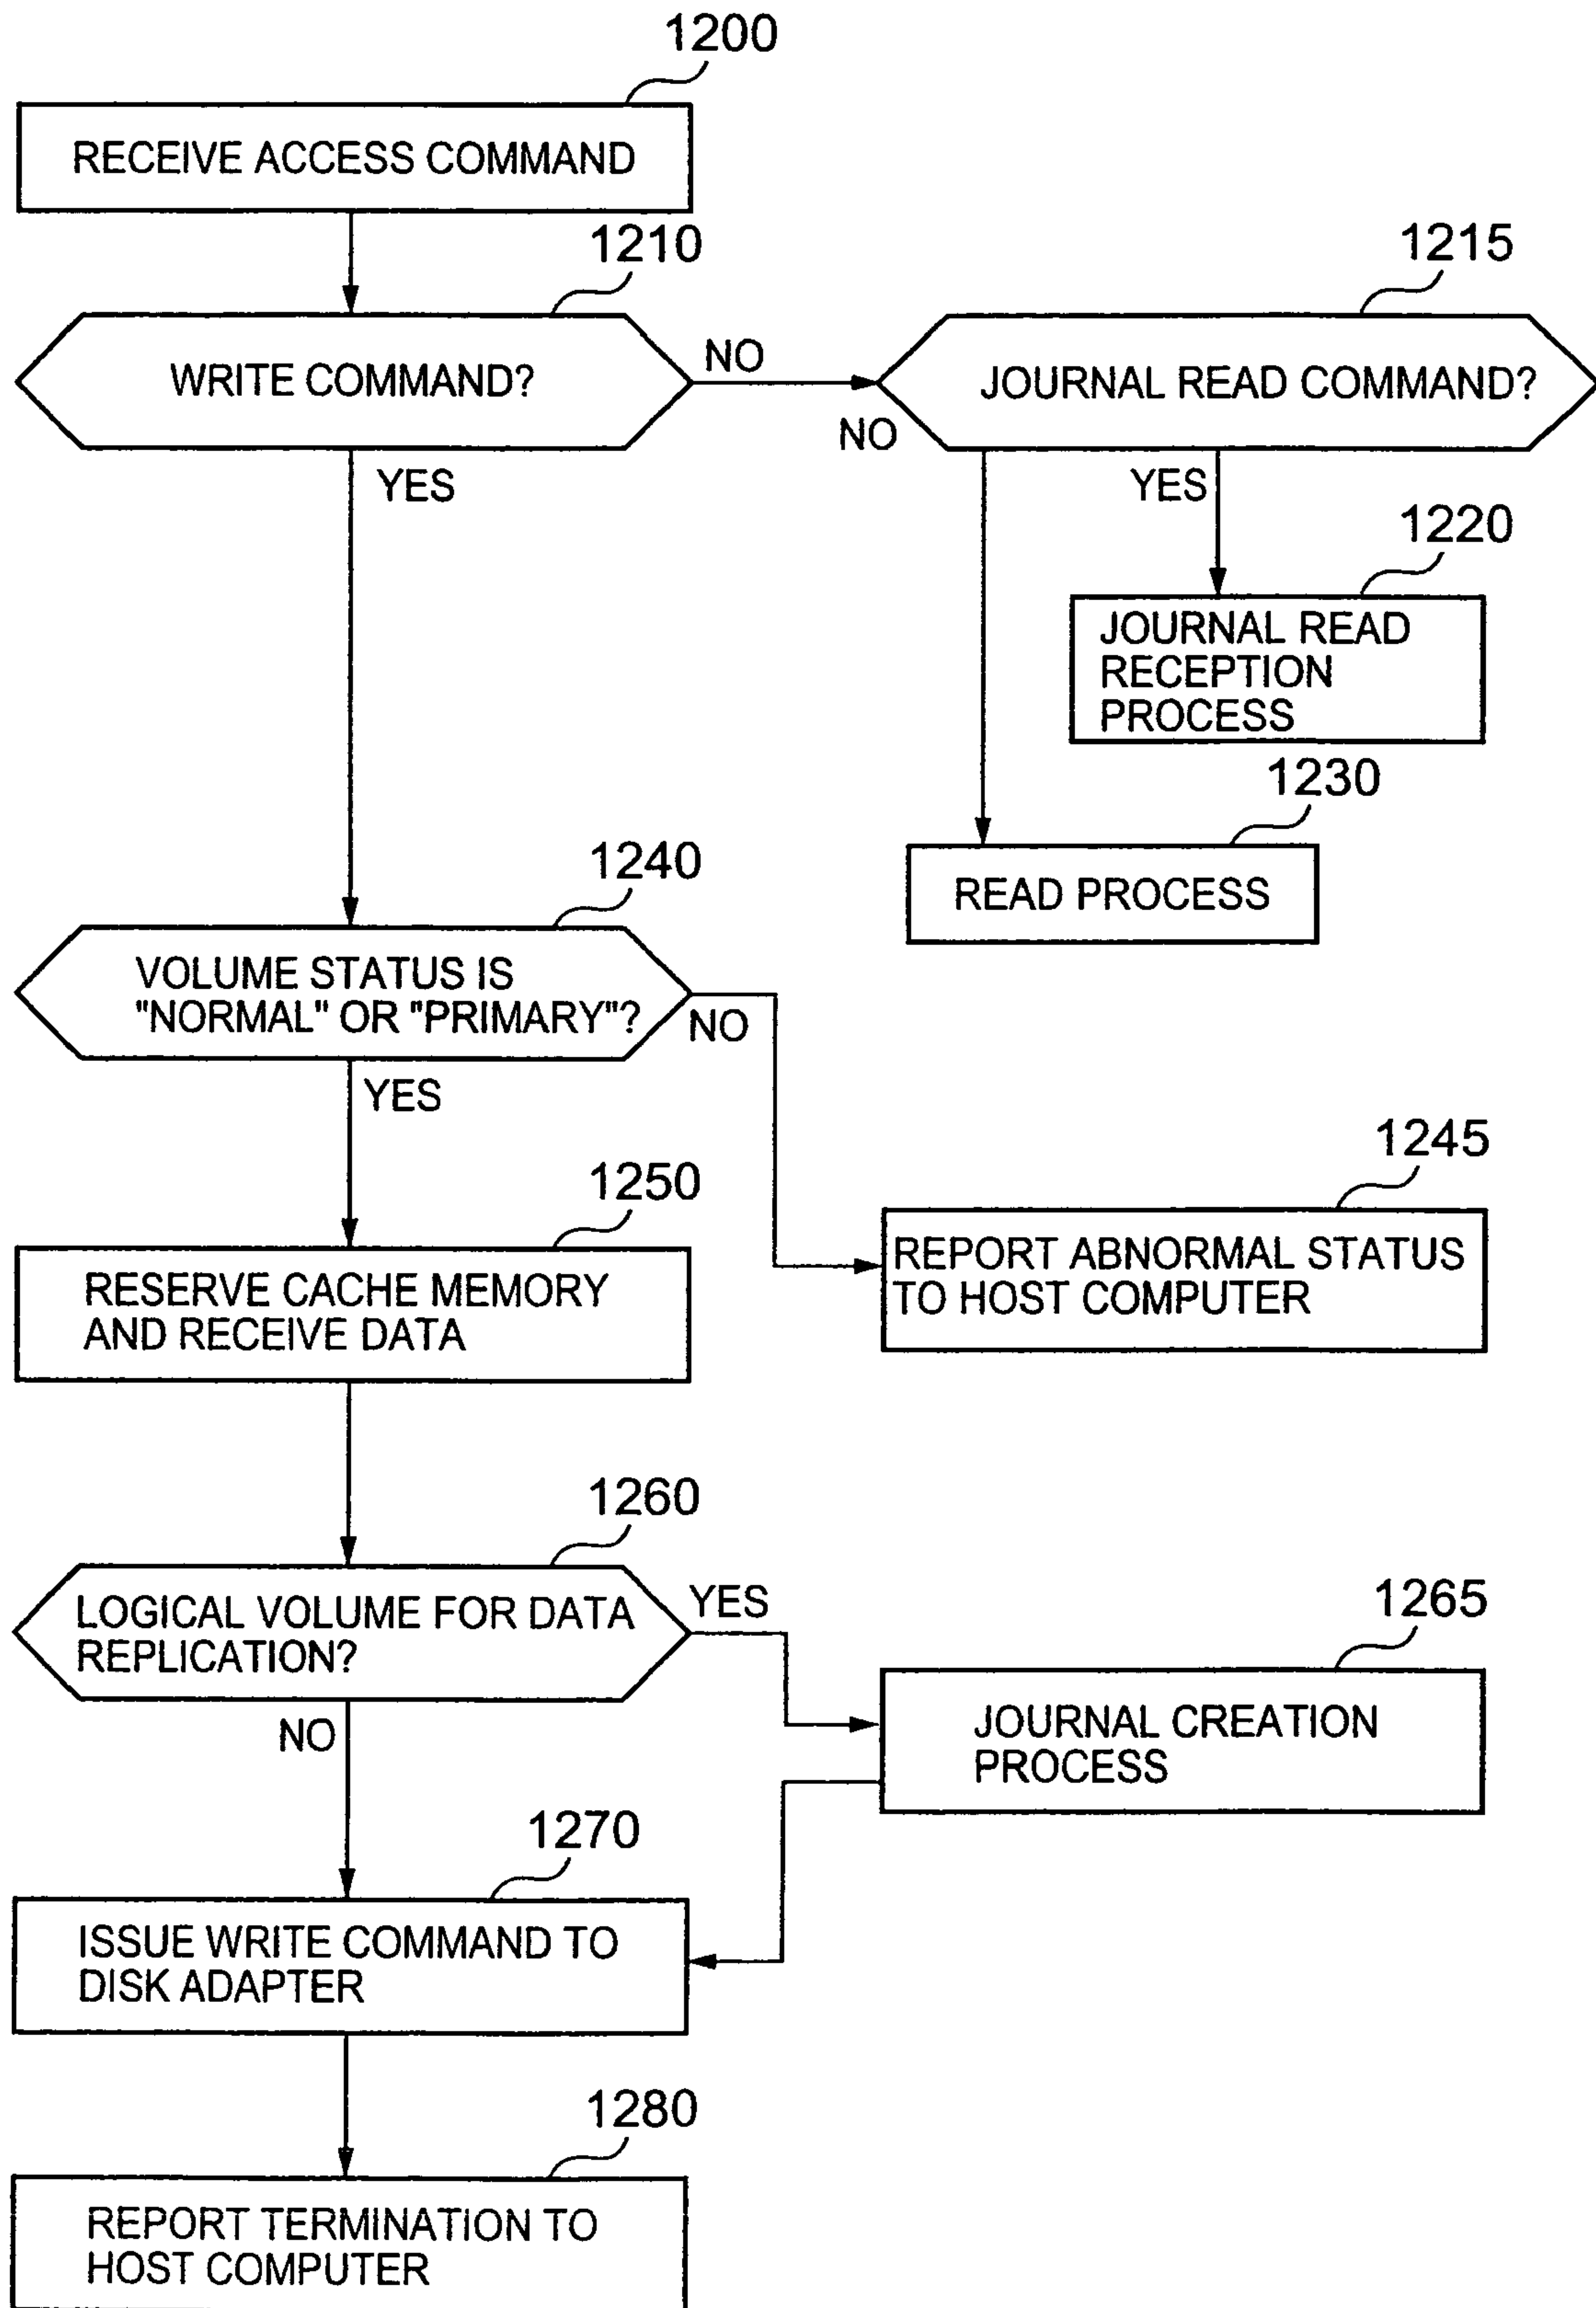 1200
RECEIVE ACCESS COMMAND
1210
1215
WRITE COMMAND?
NO
JOURNAL READ COMMAND?
NO
YES
YES
1220
JOURNAL READ
RECEPTION
PROCESS
1230
READ PROCESS
1240
VOLUME STATUS IS
"NORMAL" OR "PRIMARY"?
NO
YES
1245
REPORT ABNORMAL STATUS
TO HOST COMPUTER
1250
RESERVE CACHE MEMORY
AND RECEIVE DATA
1260
LOGICAL VOLUME FOR DATA
REPLICATION?
YES
NO
1265
JOURNAL CREATION
PROCESS
1270
ISSUE WRITE COMMAND TO
DISK ADAPTER
1280
REPORT TERMINATION TO
HOST COMPUTER